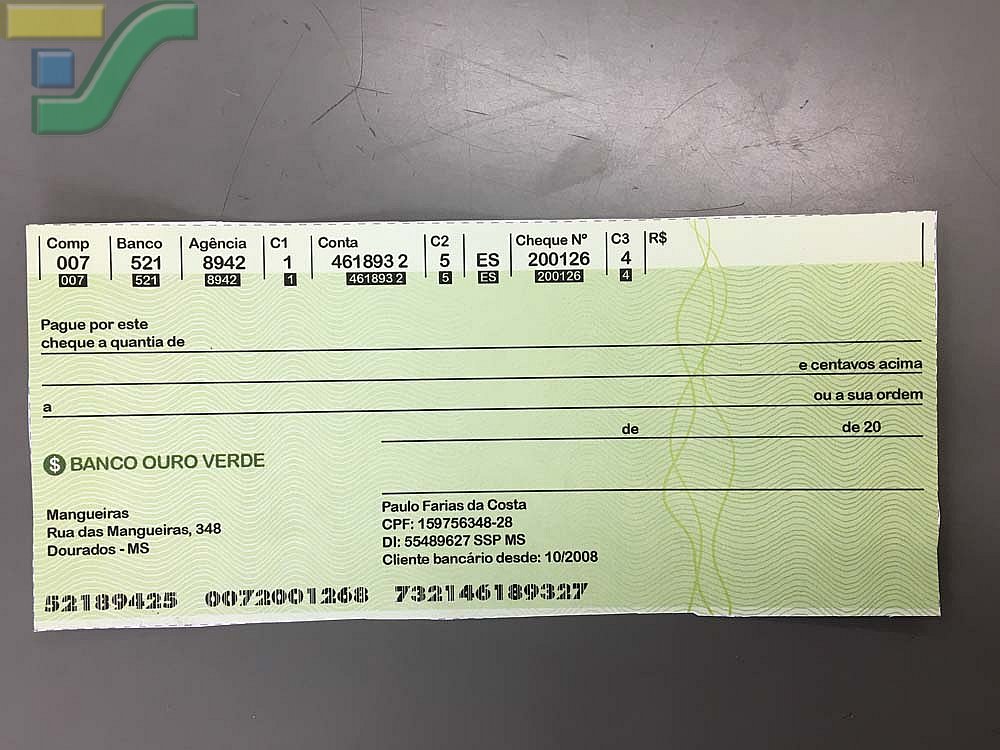 Comp Banco Agência C1 Conta C2 Cheque Nº C3 R$
007 521 8942 1 461893 2 5 ES 200126 4
007 521 8942 1 461893 2 5 ES 200126 4
Pague por este
cheque a quantia de
e centavos acima
a ou a sua ordem
de de 20
$ BANCO OURO VERDE
Mangueiras
Rua das Mangueiras, 348
Dourados - MS
Paulo Farias da Costa
CPF: 159756348-28
DI: 55489627 SSP MS
Cliente bancário desde: 10/2008
52189425 0072001268 732146189327